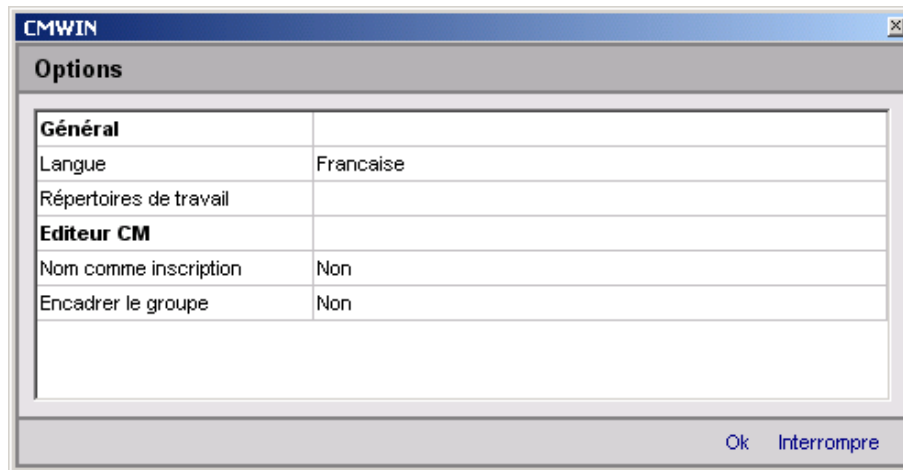 CMWIN
Options
Général
Langue Francaise
Répertoires de travail
Editeur CM
Nom comme inscription Non
Encadrer le groupe Non
Ok Interrompre